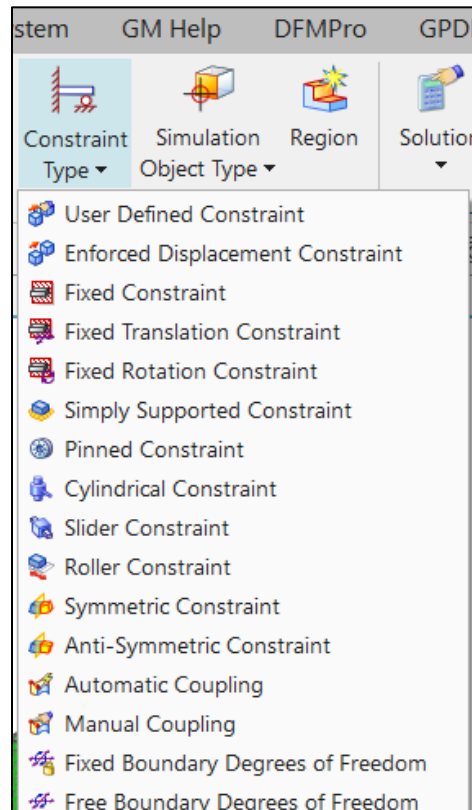 stem GM Help DFMPro GPD
Constraint Type Simulation Object Type Region Solution
User Defined Constraint
Enforced Displacement Constraint
Fixed Constraint
Fixed Translation Constraint
Fixed Rotation Constraint
Simply Supported Constraint
Pinned Constraint
Cylindrical Constraint
Slider Constraint
Roller Constraint
Symmetric Constraint
Anti-Symmetric Constraint
Automatic Coupling
Manual Coupling
Fixed Boundary Degrees of Freedom
Free Boundary Degrees of Freedom